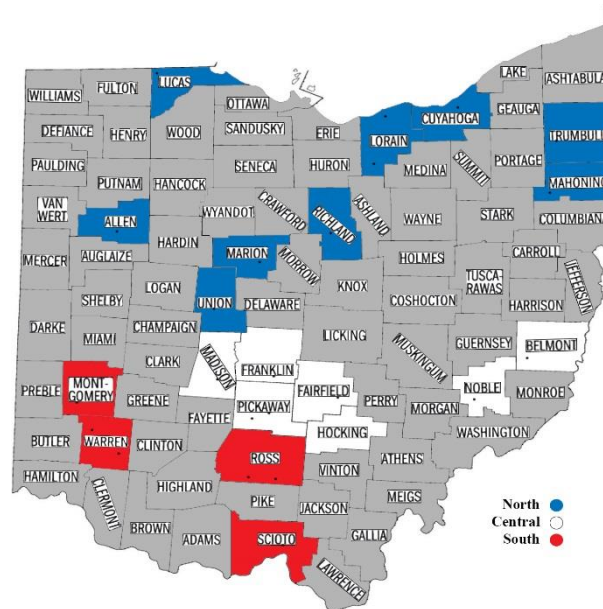 LAKE
ASHTABULA
LUCAS
FULTON
WILLIAMS
OTTAWA
CUYAHOGA
GEAUGA
DEFIANCE
HENRY
WOOD
SANDUSKY
ERIE
LORAIN
TRUMBULL
PAULDING
SENECA
HURON
MEDINA
SUMMIT
PORTAGE
MAHONING
PUTNAM
HANCOCK
VAN
WERT
ALLEN
WYANDOT
CRAWFORD
RICHLAND
ASHLAND
WAYNE
STARK
COLUMBIANA
HARDIN
MERCER
AUGLAIZE
MARION
MORROW
HOLMES
CARROLL
JEFFERSON
LOGAN
UNION
KNOX
TUSCA-
RAWAS
SHELBY
DELAWARE
COSHOCTON
HARRISON
DARKE
CHAMPAIGN
MIAMI
LICKING
MUSKINGUM
GUERNSEY
BELMONT
MADISON
CLARK
FRANKLIN
PREBLE
MONT-
GOMERY
GREENE
FAIRFIELD
PERRY
NOBLE
MONROE
PICKAWAY
MORGAN
FAYETTE
WASHINGTON
BUTLER
WARREN
CLINTON
HOCKING
ROSS
ATHENS
HAMILTON
VINTON
CLERMONT
HIGHLAND
PIKE
MEIGS
JACKSON
North
BROWN
ADAMS
SCIOTO
GALLIA
Central
South
LAWRENCE